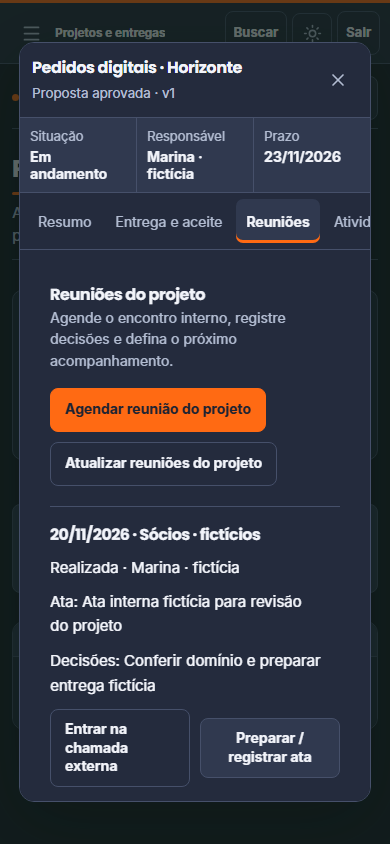 Projetos e entregas
Buscar
Sair
Pedidos digitais · Horizonte
Proposta aprovada · v1
Situação
Em
andamento
Responsável
Marina ·
fictícia
Prazo
23/11/2026
Resumo
Entrega e aceite
Reuniões
Ativid
Reuniões do projeto
Agende o encontro interno, registre
decisões e defina o próximo
acompanhamento.
Agendar reunião do projeto
Atualizar reuniões do projeto
20/11/2026 · Sócios · fictícios
Realizada · Marina · fictícia
Ata: Ata interna fictícia para revisão
do projeto
Decisões: Conferir domínio e preparar
entrega fictícia
Entrar na
chamada
externa
Preparar /
registrar ata